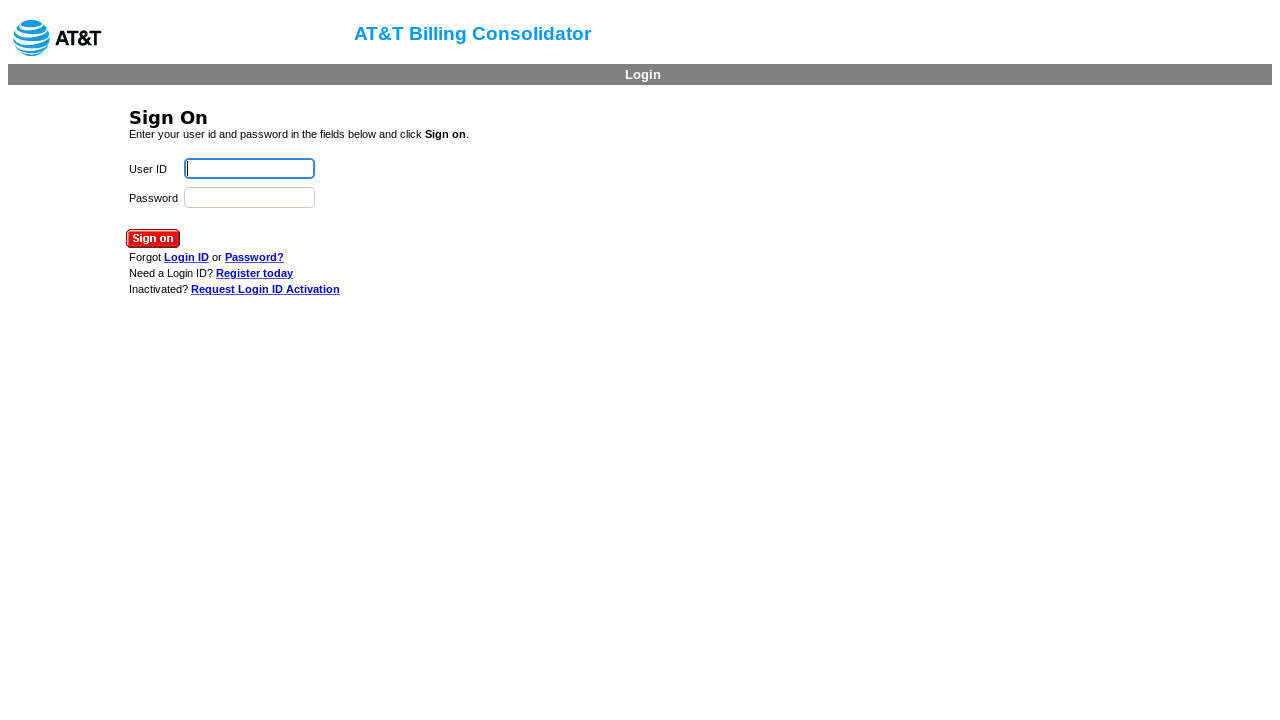 AT&T
AT&T Billing Consolidator
Login
Sign On
Enter your user id and password in the fields below and click Sign on.
User ID
Password
Sign on
Forgot Login ID or Password?
Need a Login ID? Register today
Inactivated? Request Login ID Activation